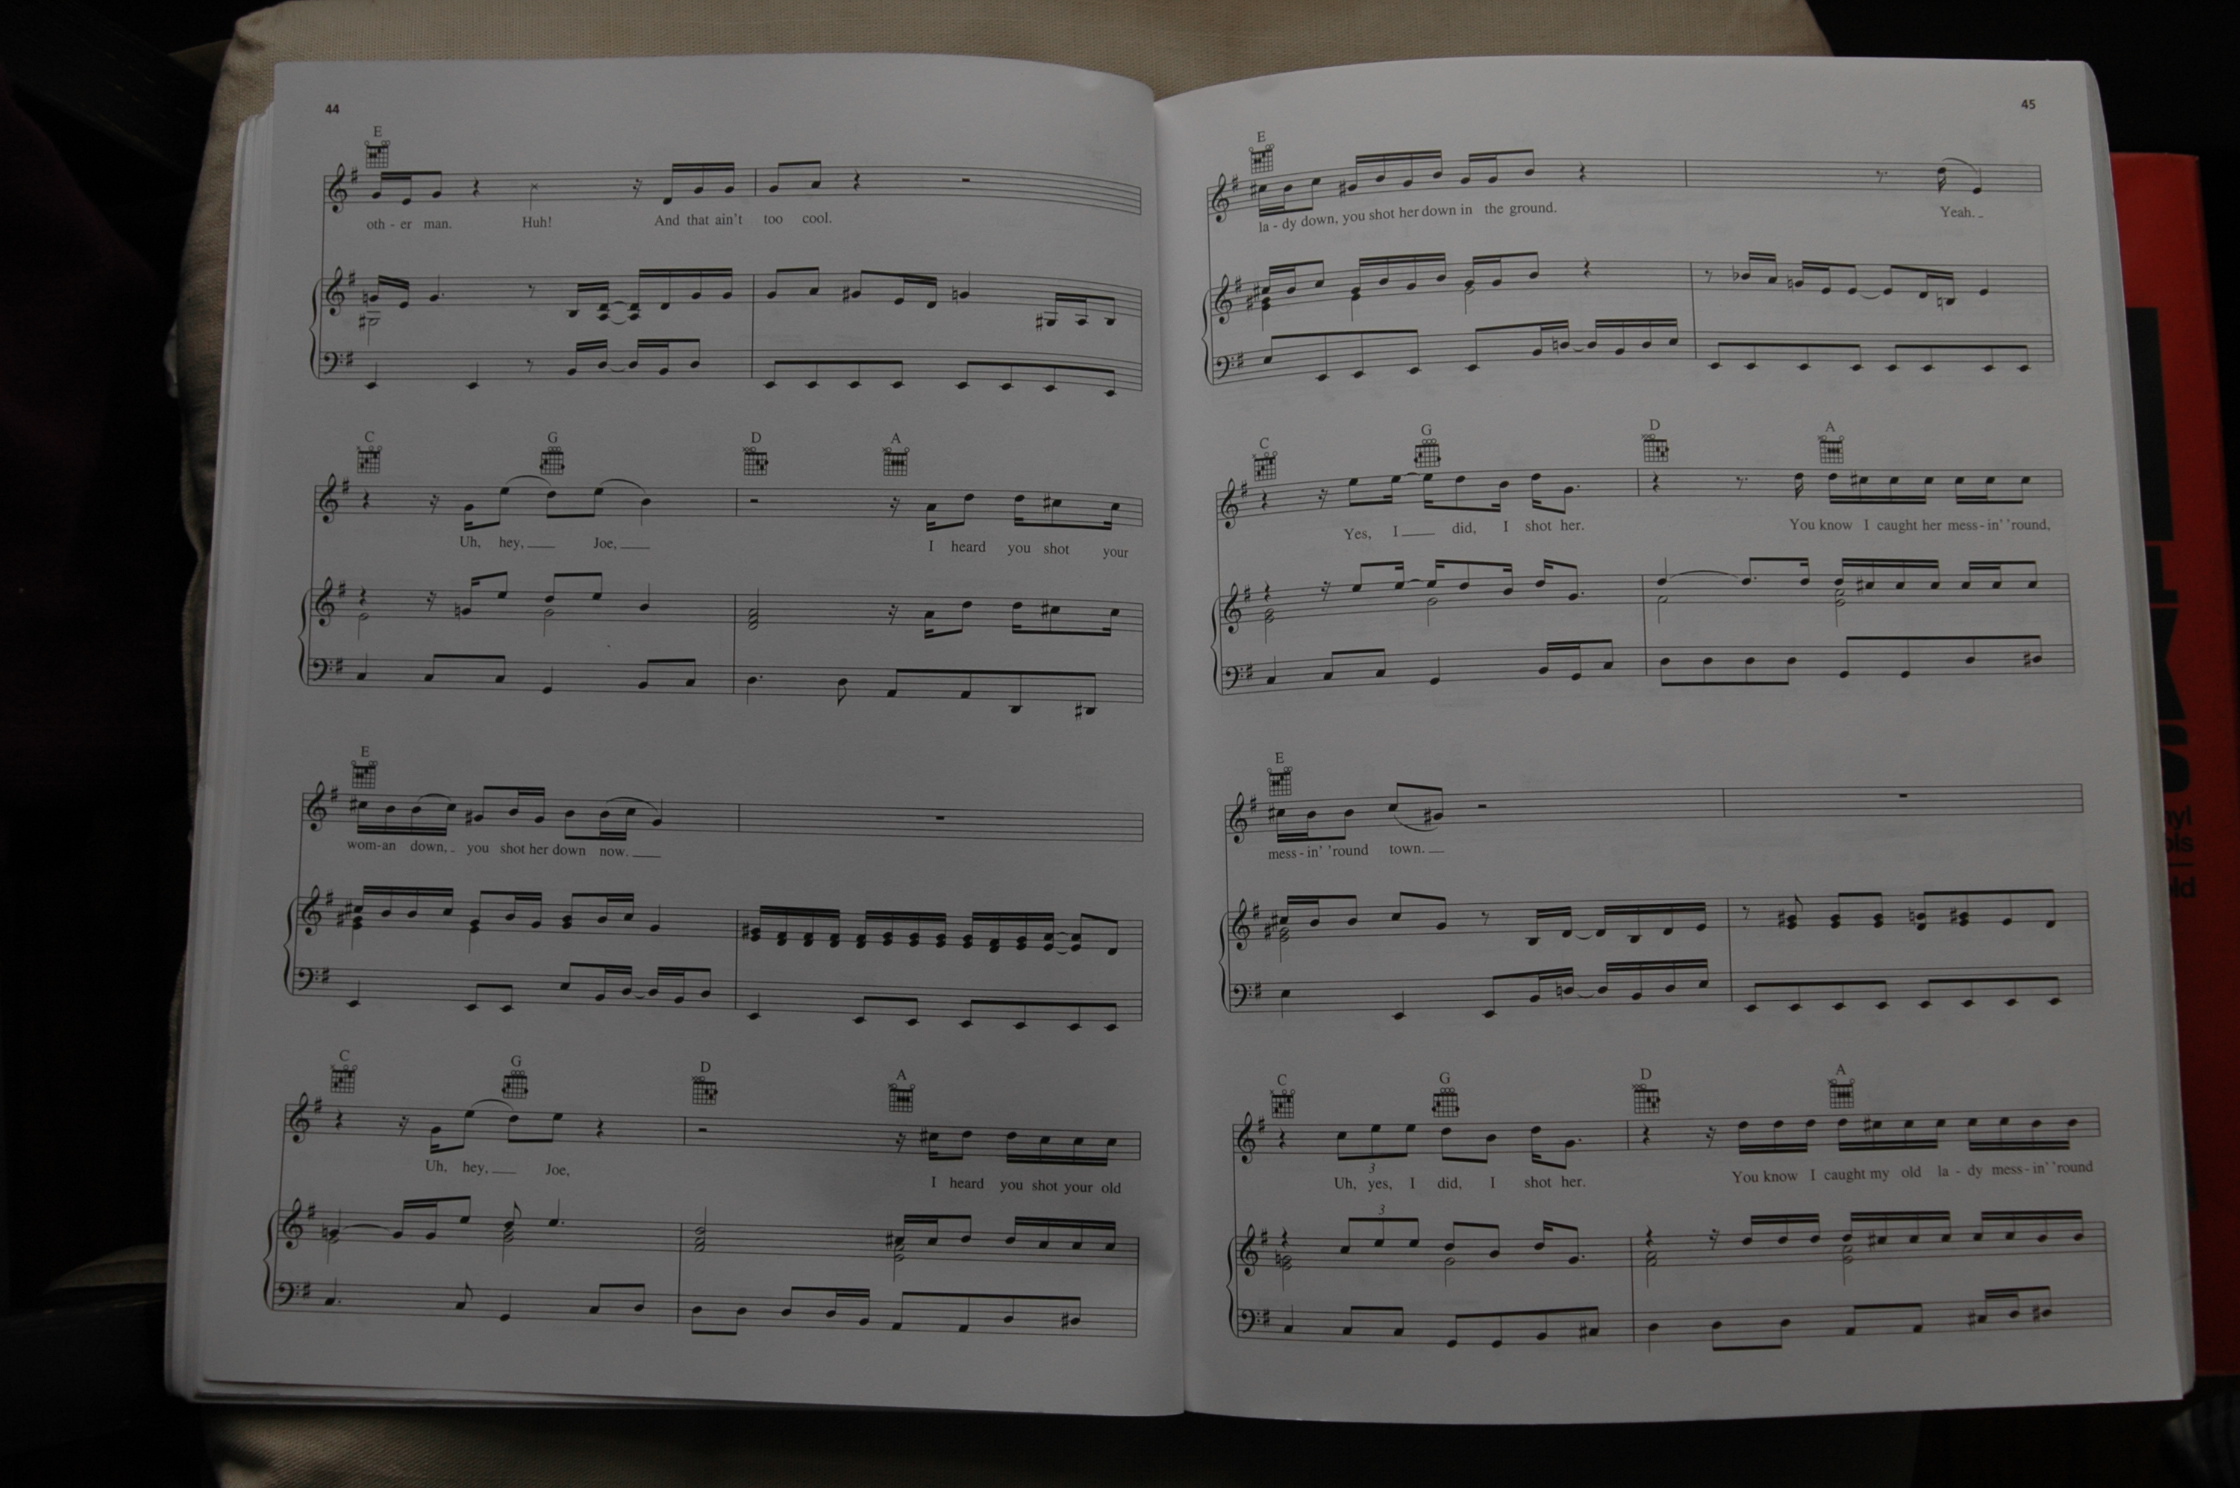 44
E
oth - er man. Huh! And that ain't too cool.
C G D A
Uh, hey, Joe, I heard you shot your
E
wom-an down, you shot her down now.
C G D A
Uh, hey, Joe, I heard you shot your old
45
E
la - dy down, you shot her down in the ground. Yeah.
C G D A
Yes, I did, I shot her. You know I caught her mess - in' 'round,
E
mess - in' 'round town.
C G D A
3
Uh, yes, I did, I shot her. You know I caught my old la - dy mess - in' 'round
3